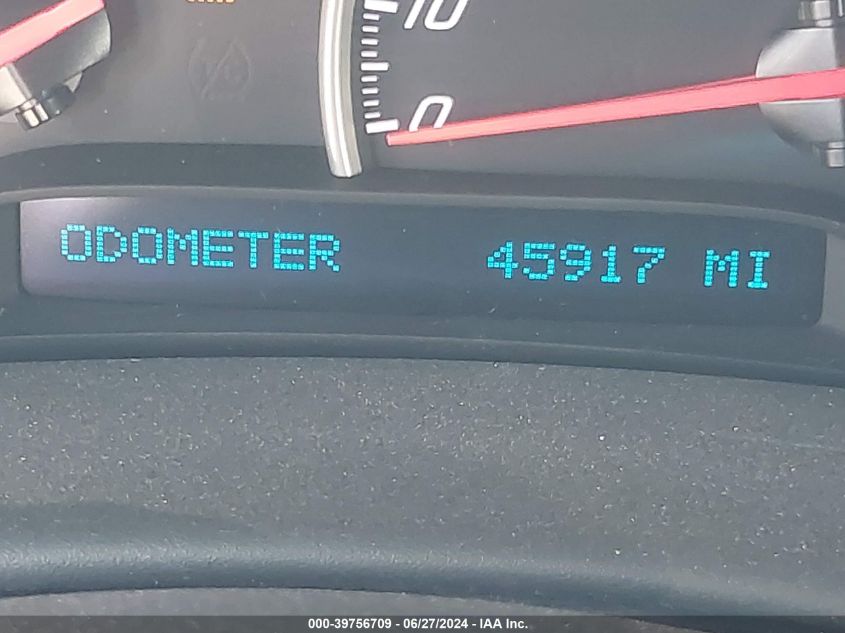 10
0
ODOMETER 45917 MI
000-39756709 - 06/27/2024 - IAA Inc.